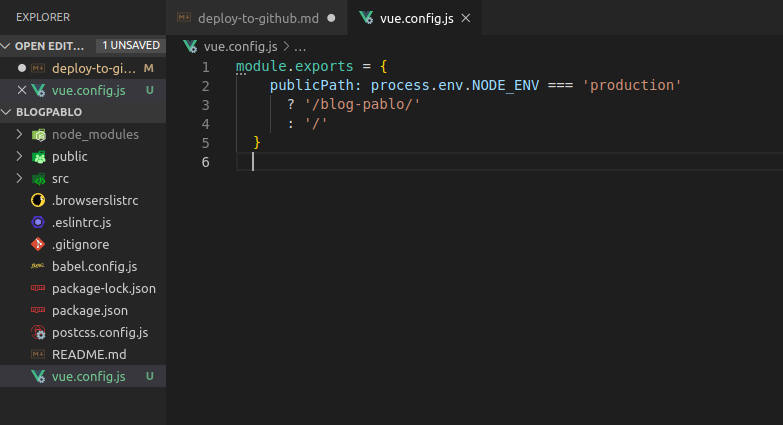 EXPLORER
OPEN EDIT... 1 UNSAVED
deploy-to-gi... M
vue.config.js U
BLOGPABLO
node_modules
public
src
.browserslistrc
.eslintrc.js
.gitignore
babel.config.js
package-lock.json
package.json
postcss.config.js
README.md
vue.config.js U
deploy-to-github.md
vue.config.js
vue.config.js > ...
1 module.exports = {
2 publicPath: process.env.NODE_ENV === 'production'
3 ? '/blog-pablo/'
4 : '/'
5 }
6